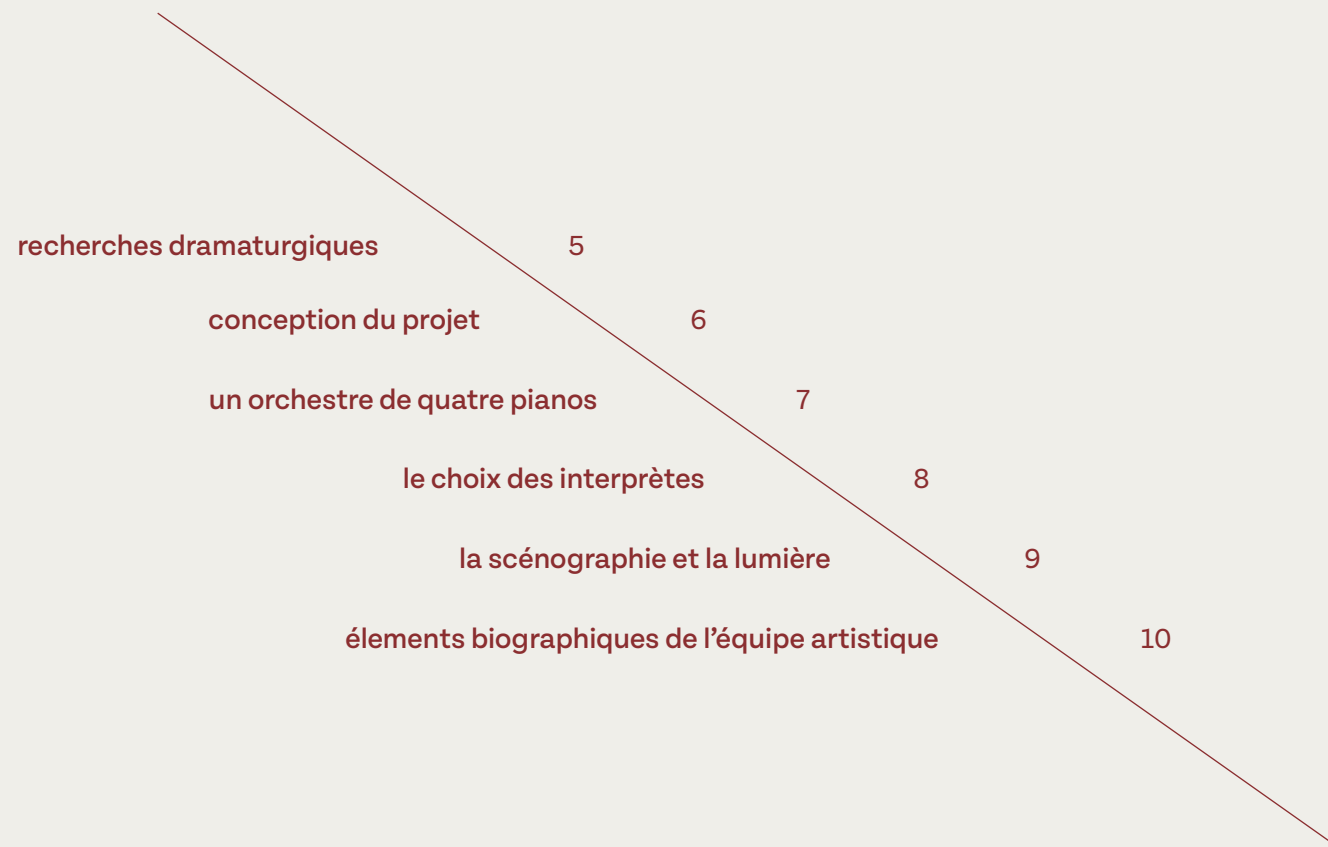 recherches dramaturgiques 5
conception du projet 6
un orchestre de quatre pianos 7
le choix des interprètes 8
la scénographie et la lumière 9
élements biographiques de l’équipe artistique 10